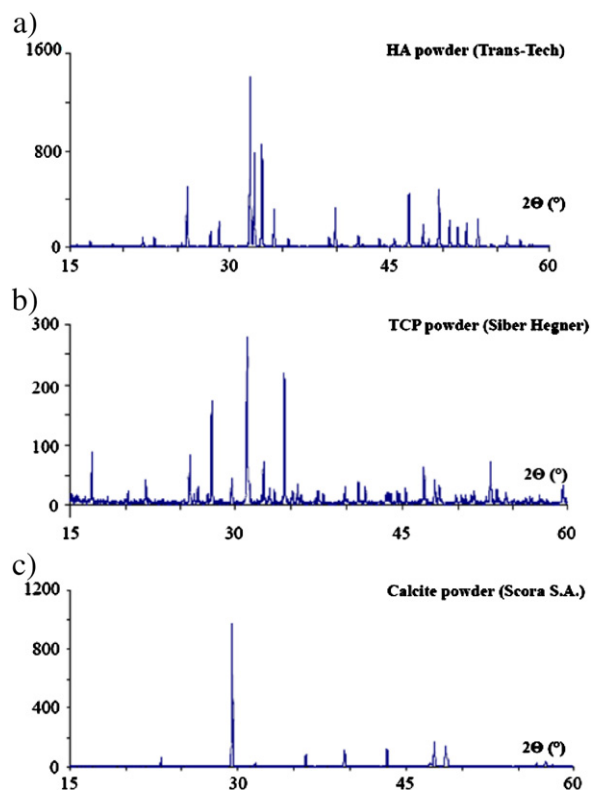 a)
1600
HA powder (Trans-Tech)
800
2Θ (°)
0
15 30 45 60
b)
300
TCP powder (Siber Hegner)
200
100
2Θ (°)
0
15 30 45 60
c)
1200
Calcite powder (Scora S.A.)
800
400
2Θ (°)
0
15 30 45 60